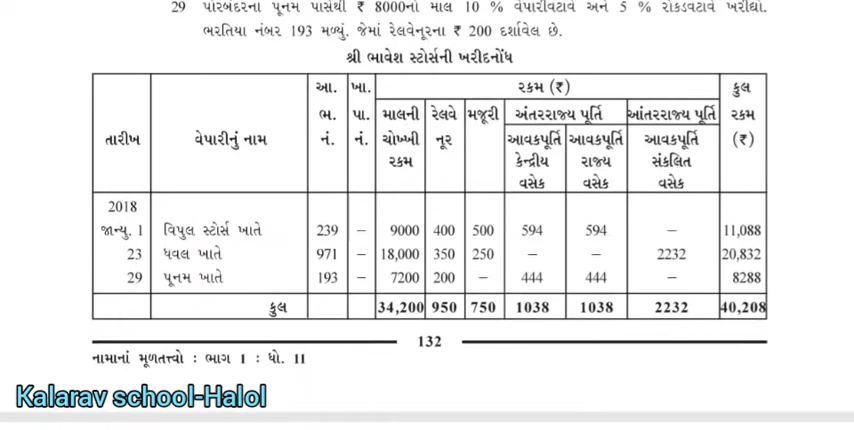 29 પોરબંદરના પૂનમ પાસેથી ₹ 8000નો માલ 10 % વેપારીવટાવે અને 5 % રોકડવટાવે ખરીદ્યો.
ભરતિયા નંબર 193 મળ્યું. જેમાં રેલવેનૂરના ₹ 200 દર્શાવેલ છે.
શ્રી ભાવેશ સ્ટોર્સની ખરીદનોંધ
તારીખ વેપારીનું નામ આ. ભ. નં. ખા. પા. નં. રકમ (₹) કુલ રકમ (₹)
માલની ચોખ્ખી રકમ રેલવે નૂર મજૂરી અંતરરાજ્ય પૂર્તિ આંતરરાજ્ય પૂર્તિ
આવકપૂર્તિ કેન્દ્રીય વસેક આવકપૂર્તિ રાજ્ય વસેક આવકપૂર્તિ સંકલિત વસેક
2018
જાન્યુ. 1 વિપુલ સ્ટોર્સ ખાતે 239 – 9000 400 500 594 594 – 11,088
23 ધવલ ખાતે 971 – 18,000 350 250 – – 2232 20,832
29 પૂનમ ખાતે 193 – 7200 200 – 444 444 – 8288
કુલ 34,200 950 750 1038 1038 2232 40,208
132
નામાનાં મૂળતત્ત્વો : ભાગ 1 : ધો. 11
Kalarav school-Halol